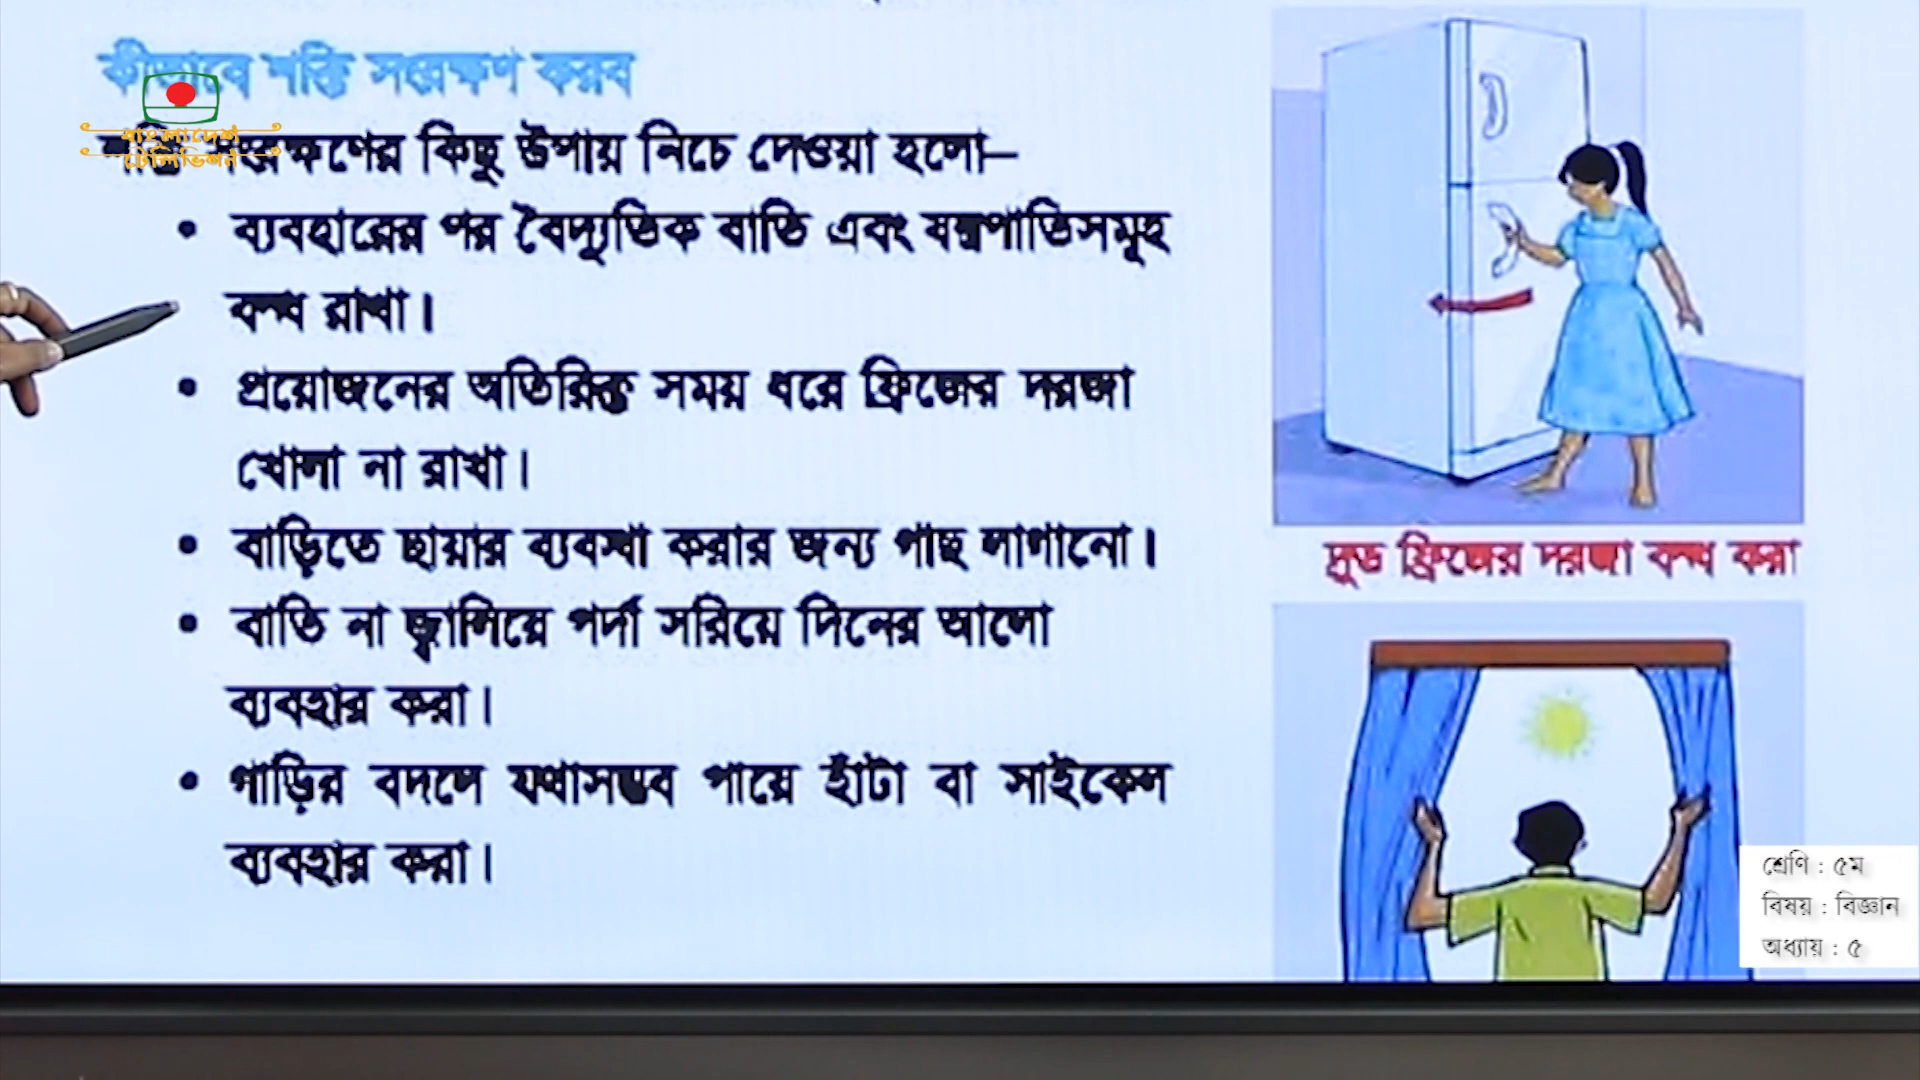 কীভাবে শক্তি সংরক্ষণ করব
শক্তি সংরক্ষণের কিছু উপায় নিচে দেওয়া হলো—
• ব্যবহারের পর বৈদ্যুতিক বাতি এবং যন্ত্রপাতিসমূহ
বন্ধ রাখা।
• প্রয়োজনের অতিরিক্ত সময় ধরে ফ্রিজের দরজা
খোলা না রাখা।
• বাড়িতে ছায়ার ব্যবস্থা করার জন্য গাছ লাগানো।
• বাতি না জ্বালিয়ে পর্দা সরিয়ে দিনের আলো
ব্যবহার করা।
• গাড়ির বদলে যথাসম্ভব পায়ে হাঁটা বা সাইকেল
ব্যবহার করা।
দ্রুত ফ্রিজের দরজা বন্ধ করা
বাংলাদেশ
টেলিভিশন
শ্রেণি : ৫ম
বিষয় : বিজ্ঞান
অধ্যায় : ৫